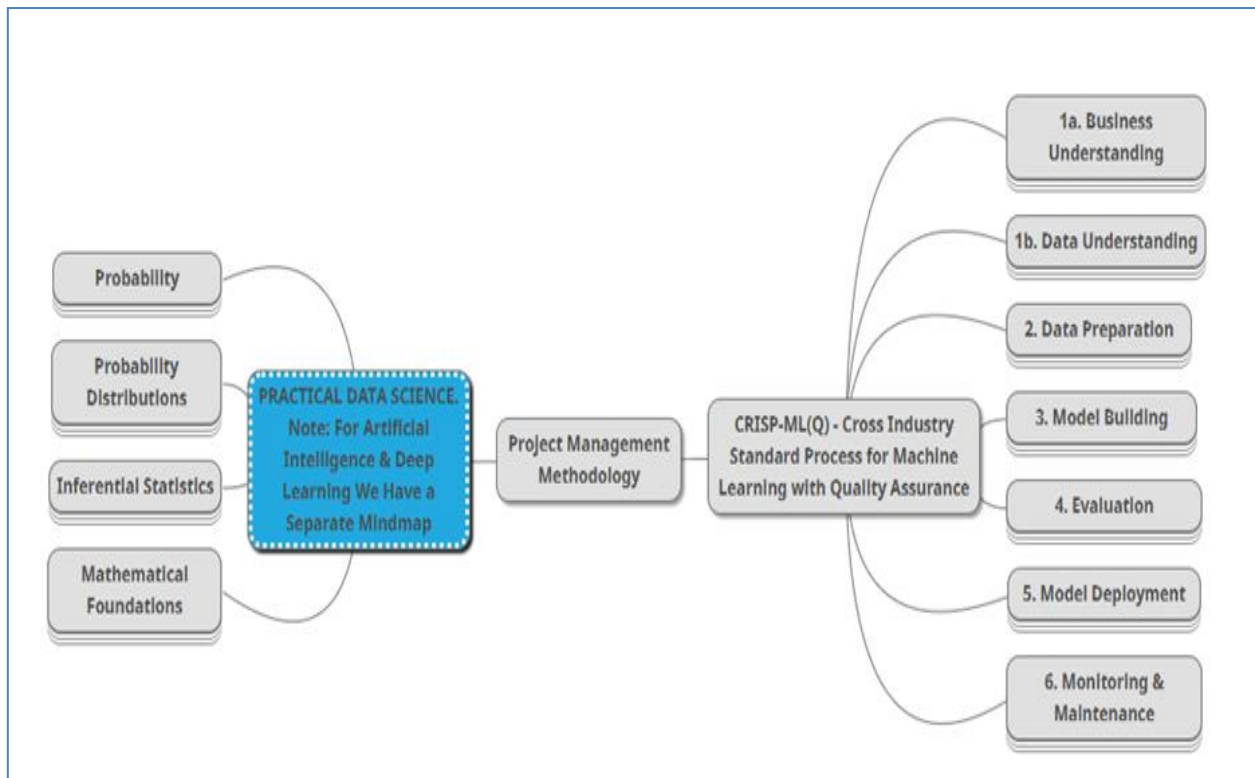 Probability
Probability
Distributions
Inferential Statistics
Mathematical
Foundations
PRACTICAL DATA SCIENCE.
Note: For Artificial
Intelligence & Deep
Learning We Have a
Separate Mindmap
Project Management
Methodology
CRISP-ML(Q) - Cross Industry
Standard Process for Machine
Learning with Quality Assurance
1a. Business
Understanding
1b. Data Understanding
2. Data Preparation
3. Model Building
4. Evaluation
5. Model Deployment
6. Monitoring &
Maintenance